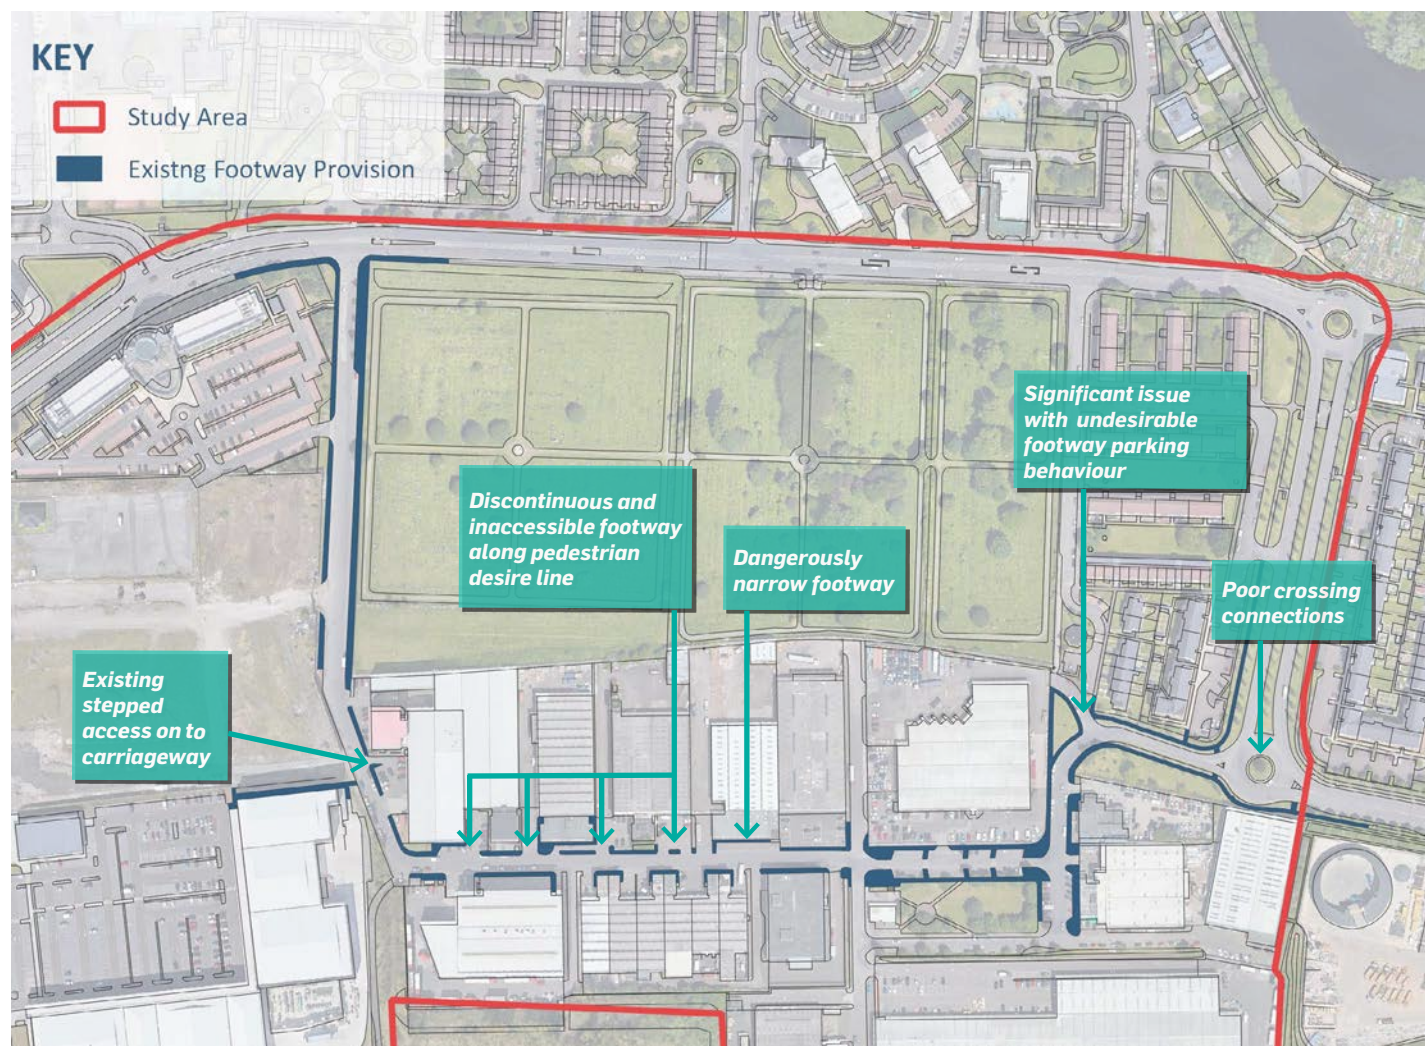 KEY
Study Area
Existng Footway Provision
Significant issue
with undesirable
footway parking
behaviour
Discontinuous and
inaccessible footway
along pedestrian
desire line
Dangerously
narrow footway
Poor crossing
connections
Existing
stepped
access on to
carriageway